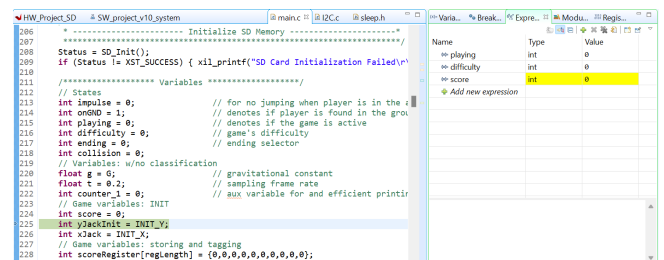 HW_Project_SD SW_project_v10_system main.c I2C.c sleep.h
206 * ---------------------- Initialize SD Memory ---------------------*
207 ******************************************************************/
208 Status = SD_Init();
209 if (Status != XST_SUCCESS) { xil_printf("SD Card Initialization Failed\r\
210
211 /******************* Variables *******************/
212 // States
213 int impulse = 0; // for no jumping when player is in the a
214 int onGND = 1; // denotes if player is found in the grou
215 int playing = 0; // denotes if the game is active
216 int difficulty = 0; // game's difficulty
217 int ending = 0; // ending selector
218 int collision = 0;
219 // Variables: w/no classification
220 float g = G; // gravitational constant
221 float t = 0.2; // sampling frame rate
222 int counter_1 = 0; // aux variable for and efficient printin
223 // Game variables: INIT
224 int score = 0;
225 int yJackInit = INIT_Y;
226 int xJack = INIT_X;
227 // Game variables: storing and tagging
228 int scoreRegister[regLength] = {0,0,0,0,0,0,0,0,0,0};
Varia... Break... Expre... Modu... Regis...
Name Type Value
playing int 0
difficulty int 0
score int 0
Add new expression